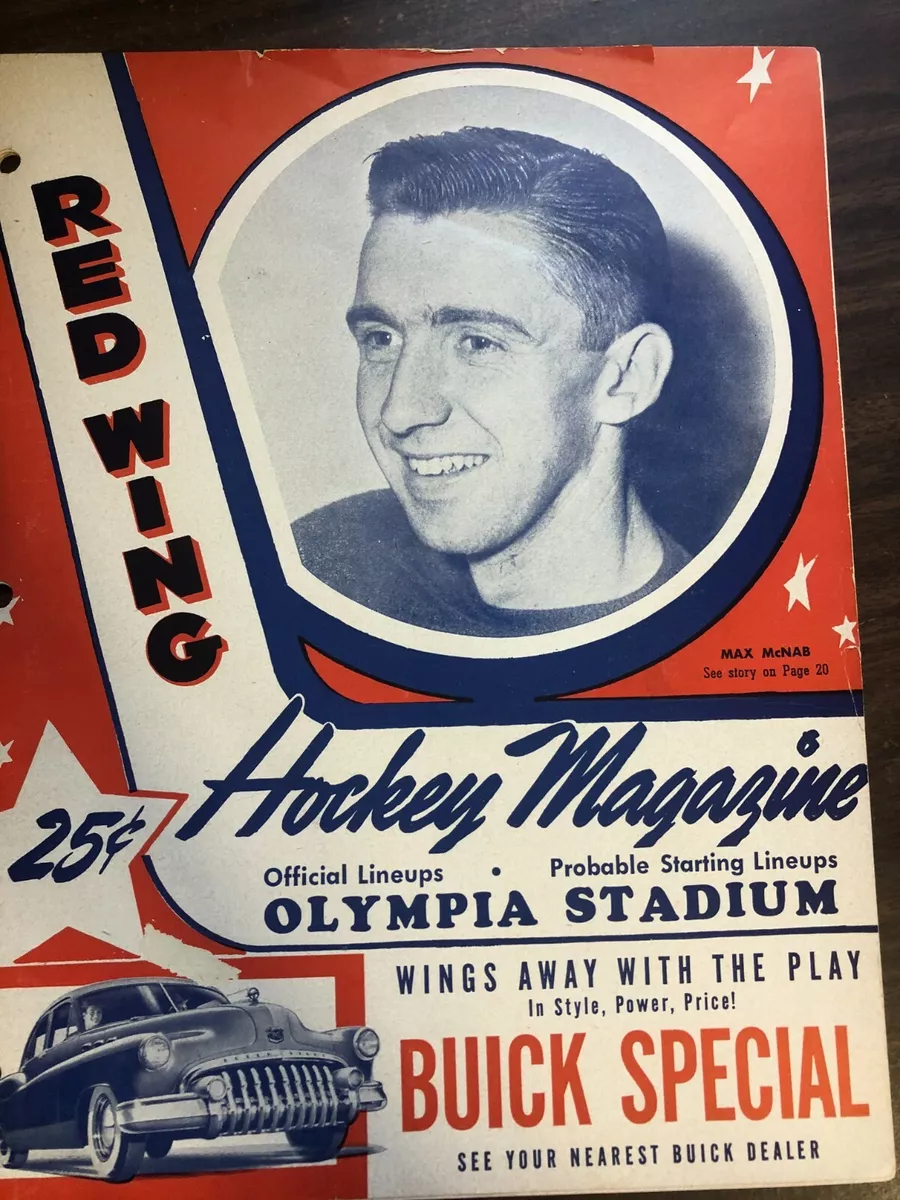 RED WING
MAX McNAB
See story on Page 20
Hockey Magazine
25¢
Official Lineups • Probable Starting Lineups
OLYMPIA STADIUM
WINGS AWAY WITH THE PLAY
In Style, Power, Price!
BUICK SPECIAL
SEE YOUR NEAREST BUICK DEALER